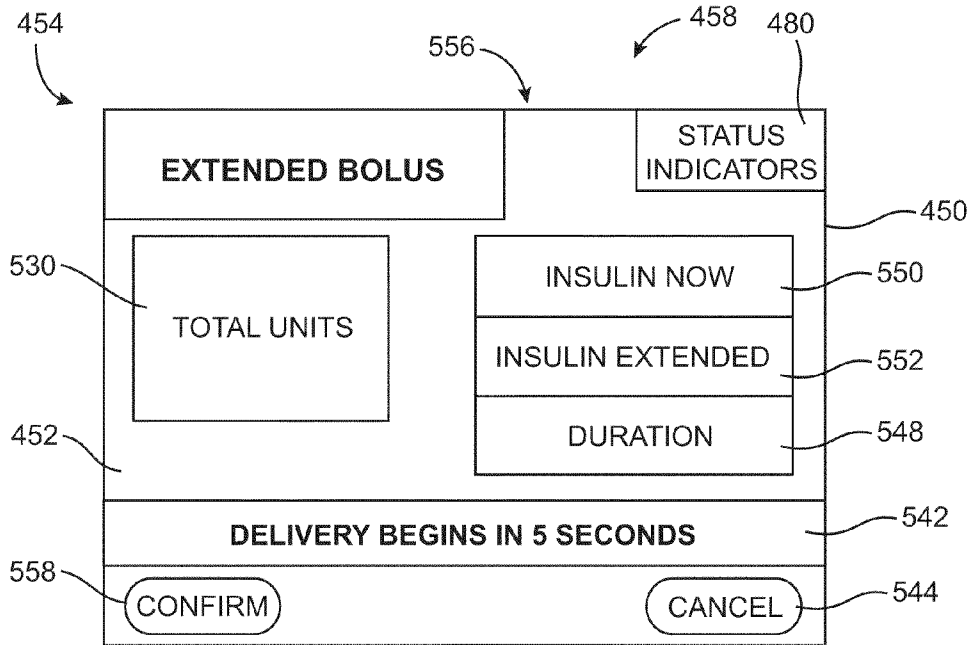 454
556
458
480
EXTENDED BOLUS
STATUS
INDICATORS
450
530
TOTAL UNITS
INSULIN NOW
550
INSULIN EXTENDED
552
452
DURATION
548
DELIVERY BEGINS IN 5 SECONDS
542
558
CONFIRM
CANCEL
544